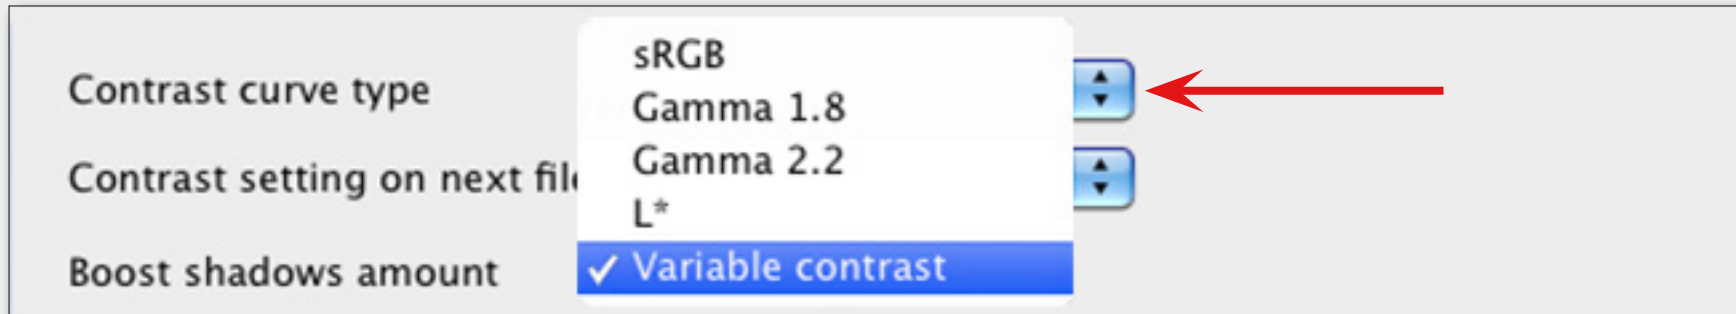 sRGB
Contrast curve type
Gamma 1.8
Gamma 2.2
Contrast setting on next
L*
Boost shadows amount
Variable contrast